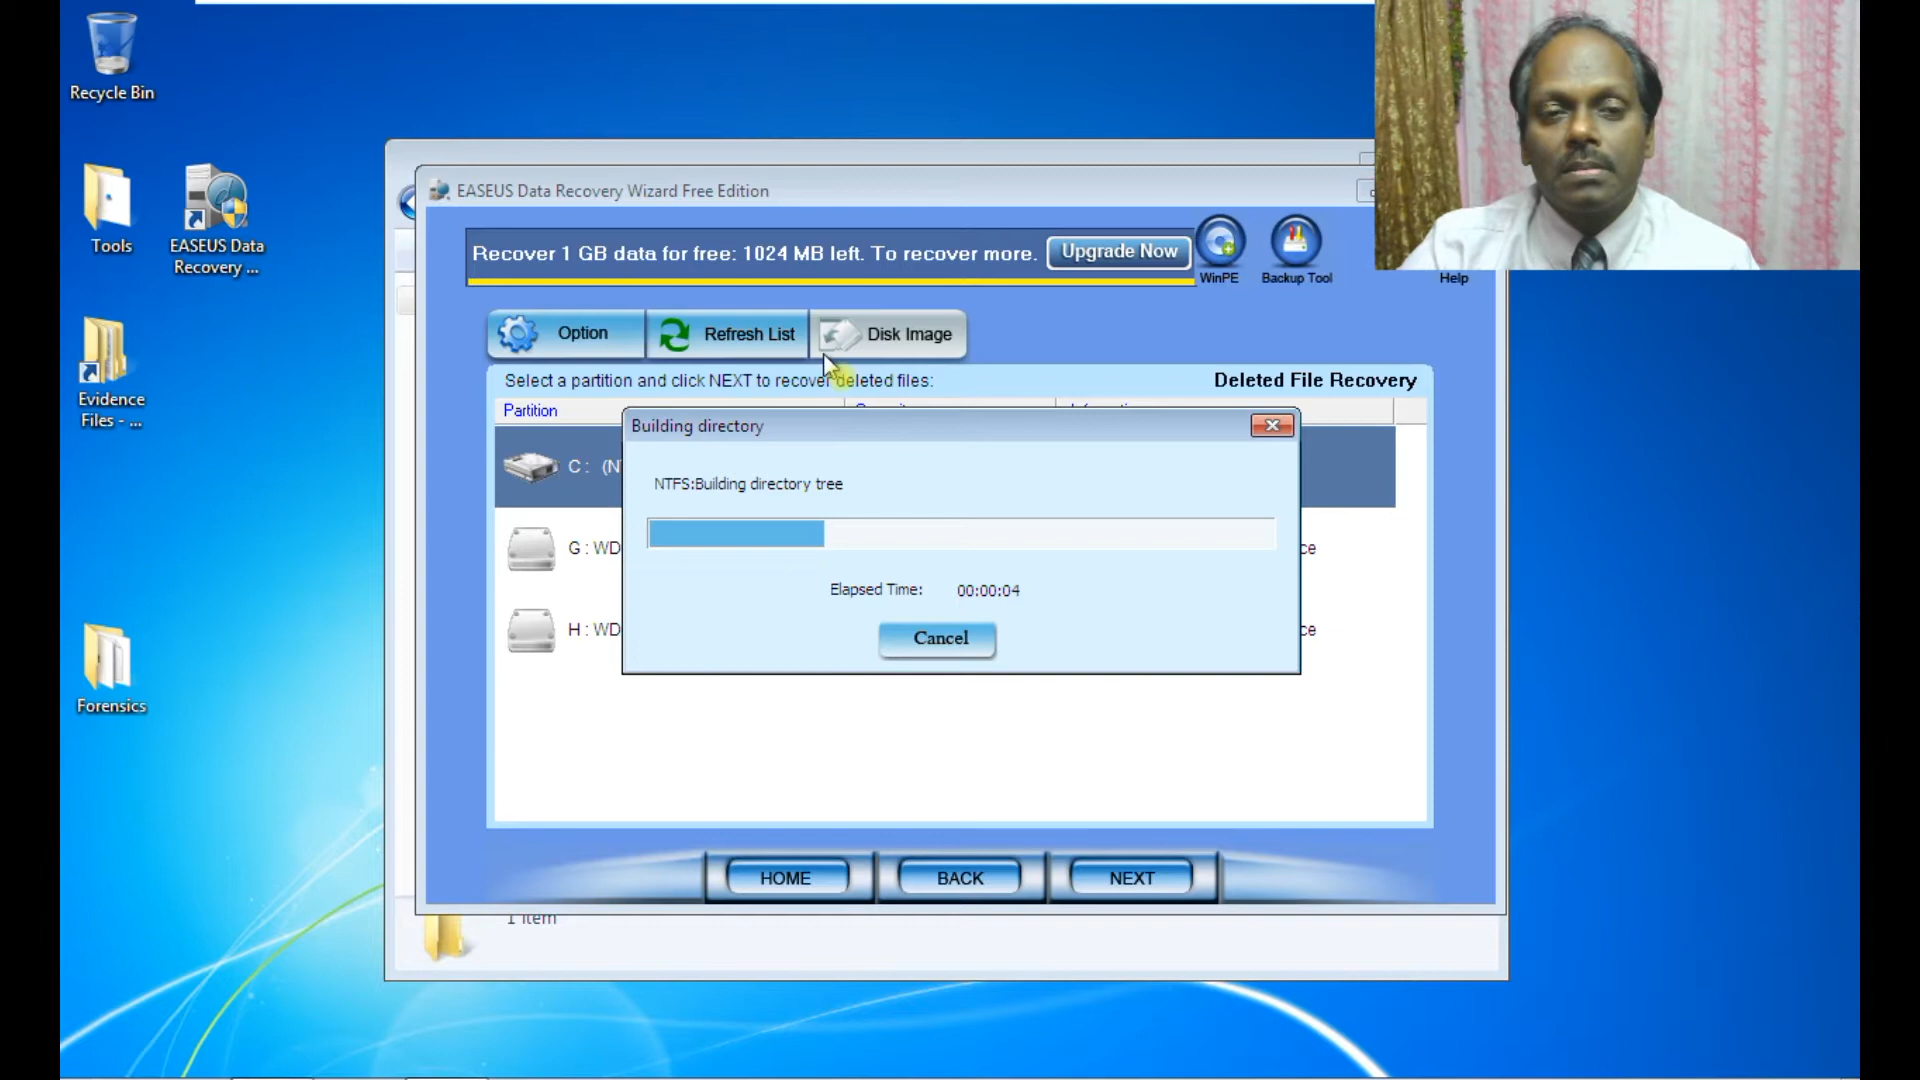 Recycle Bin
Tools
EASEUS Data
Recovery ...
Evidence
Files - ...
Forensics
EASEUS Data Recovery Wizard Free Edition
Recover 1 GB data for free: 1024 MB left. To recover more.
Upgrade Now
WinPE
Backup Tool
Help
Option
Refresh List
Disk Image
Select a partition and click NEXT to recover deleted files:
Deleted File Recovery
Partition
Building directory
C: (N
NTFS:Building directory tree
G: WD
ce
Elapsed Time: 00:00:04
H: WD
ce
Cancel
HOME
BACK
NEXT
1 item